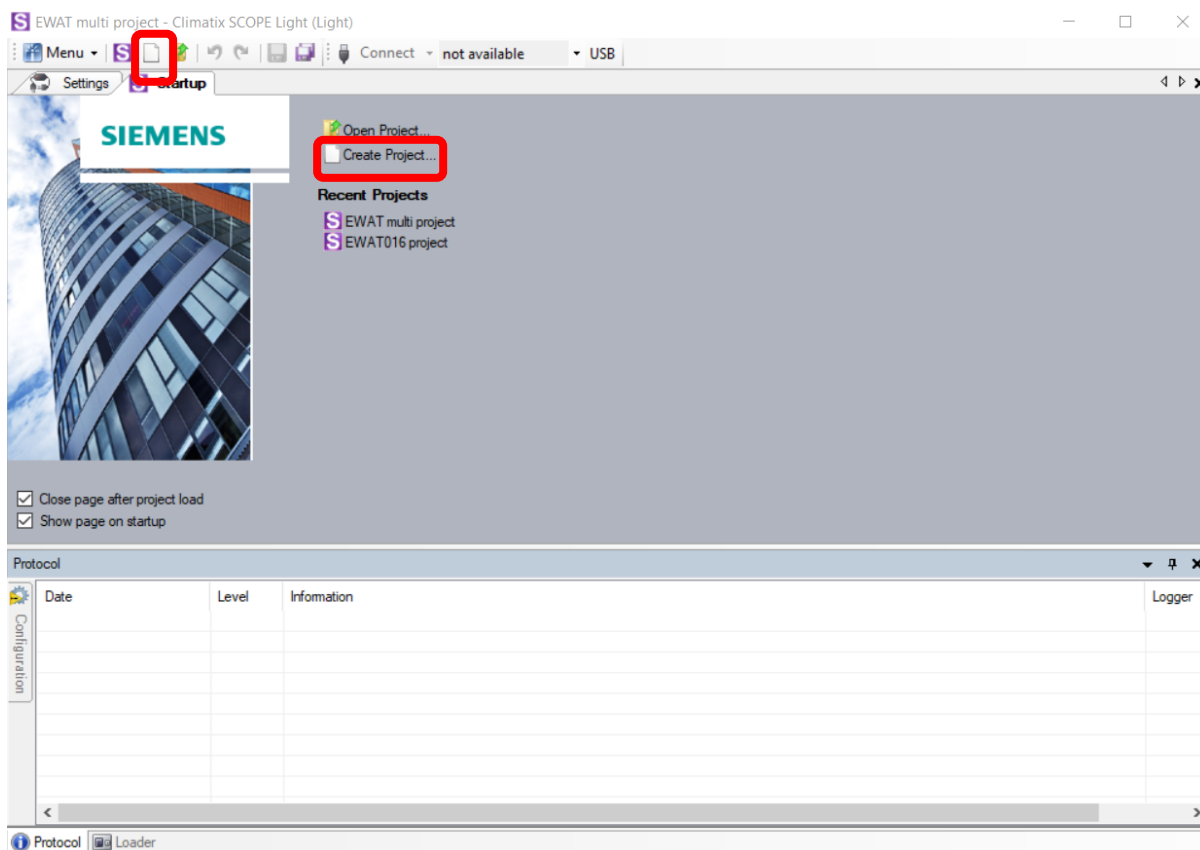 S EWAT multi project - Climatix SCOPE Light (Light)
Menu S Connect not available USB
Settings S Startup
SIEMENS
Open Project...
Create Project...
Recent Projects
S EWAT multi project
S EWAT016 project
Close page after project load
Show page on startup
Protocol
Date Level Information Logger
Configuration
Protocol Loader